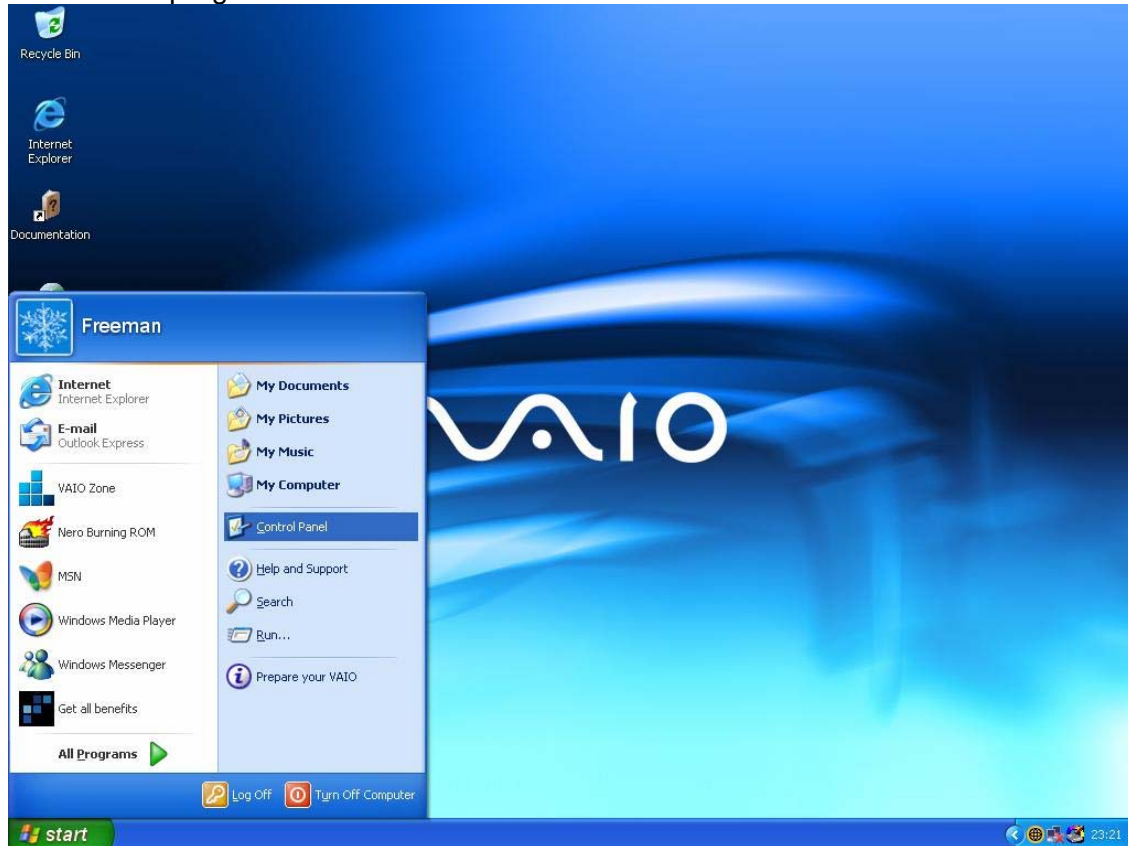 Recycle Bin
Internet
Explorer
Documentation
Freeman
Internet
Internet Explorer
E-mail
Outlook Express
VAIO Zone
Nero Burning ROM
MSN
Windows Media Player
Windows Messenger
Get all benefits
All Programs
My Documents
My Pictures
My Music
My Computer
Control Panel
Help and Support
Search
Run...
Prepare your VAIO
Log Off
Turn Off Computer
VAIO
start
23:21